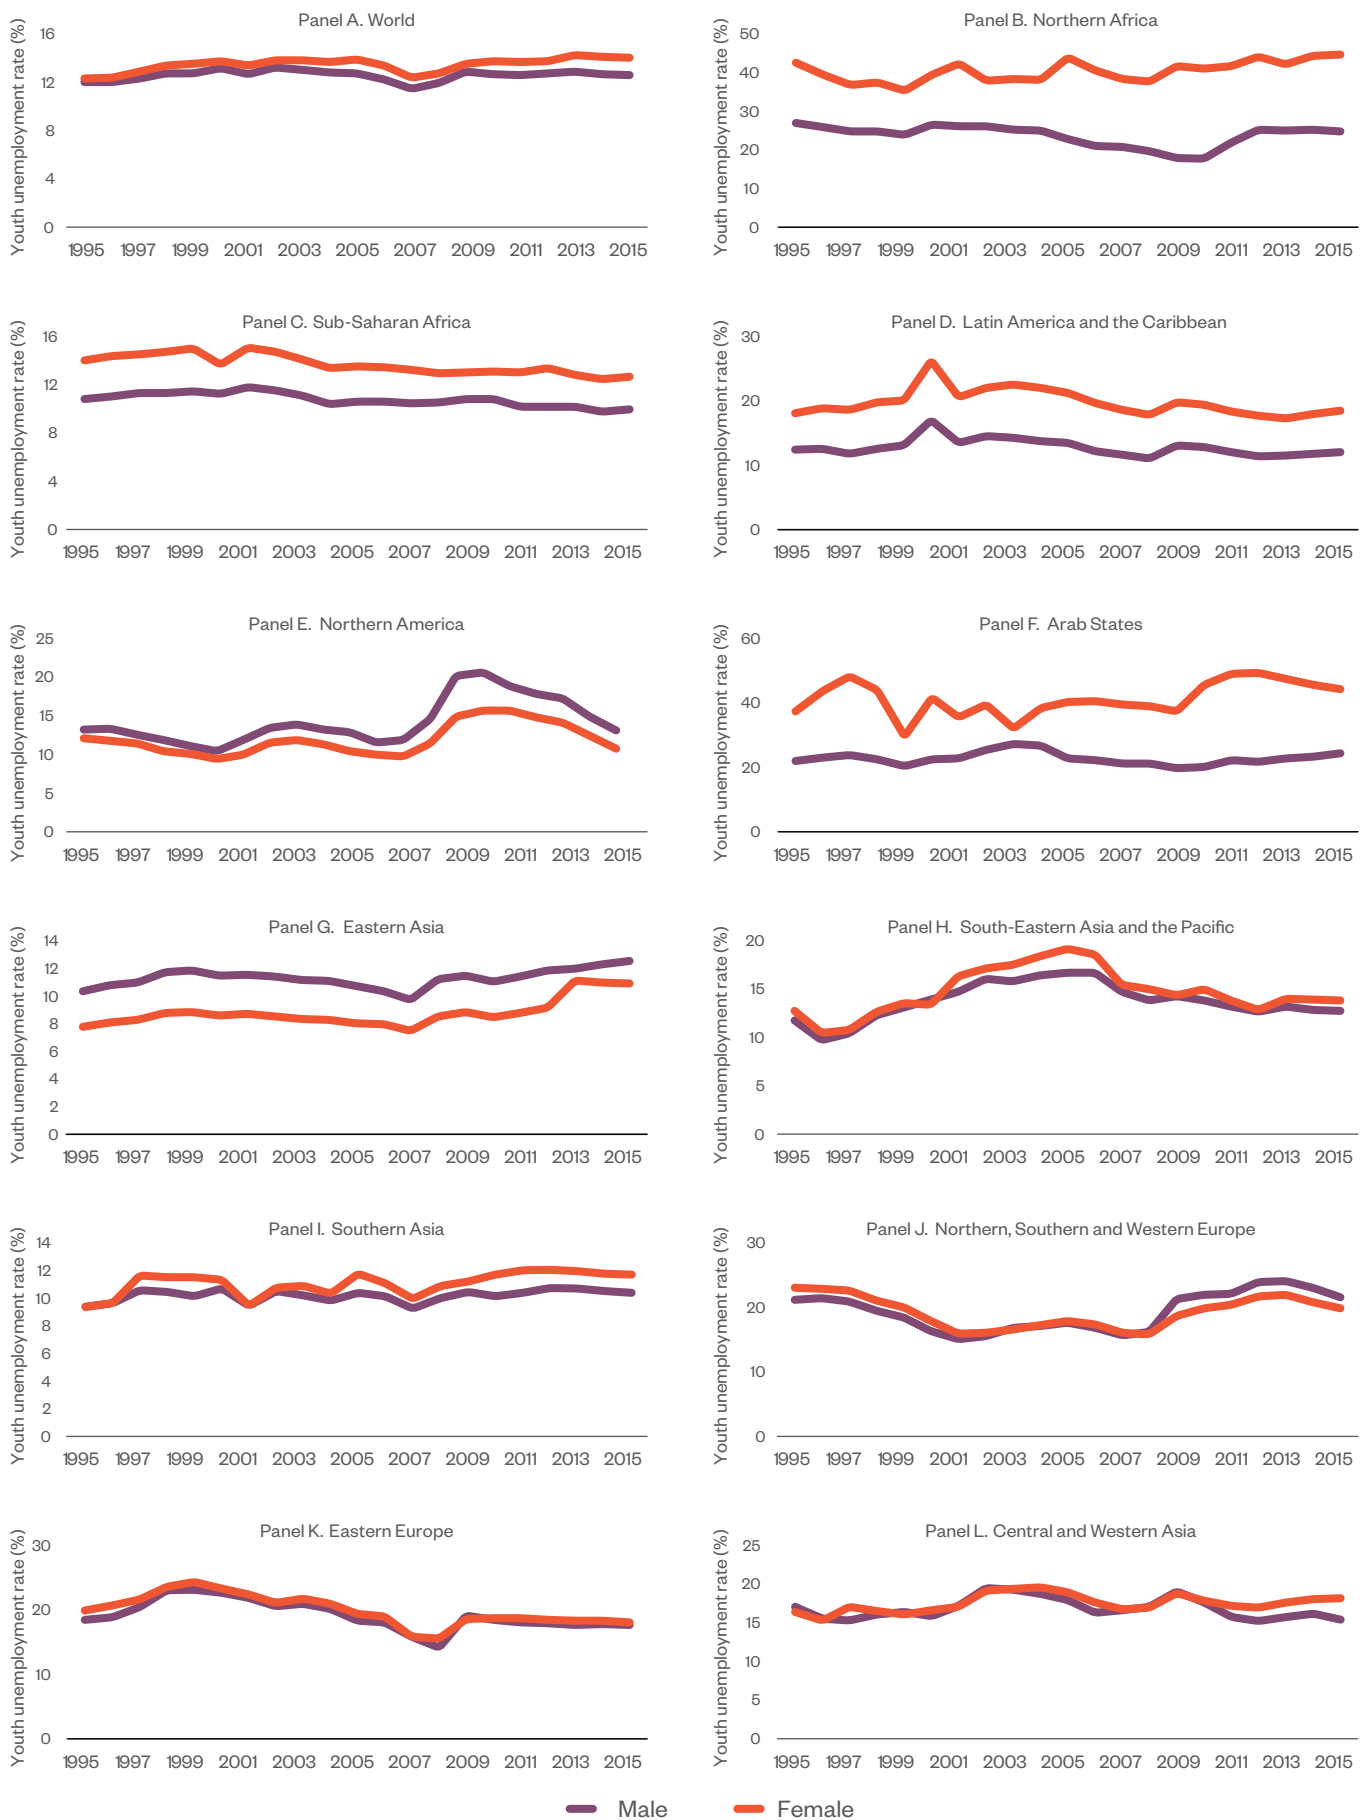 Panel A. World
Youth unemployment rate (%)
16
12
8
4
0
1995 1997 1999 2001 2003 2005 2007 2009 2011 2013 2015
Panel B. Northern Africa
Youth unemployment rate (%)
50
40
30
20
10
0
1995 1997 1999 2001 2003 2005 2007 2009 2011 2013 2015
Panel C. Sub-Saharan Africa
Youth unemployment rate (%)
16
12
8
4
0
1995 1997 1999 2001 2003 2005 2007 2009 2011 2013 2015
Panel D. Latin America and the Caribbean
Youth unemployment rate (%)
30
20
10
0
1995 1997 1999 2001 2003 2005 2007 2009 2011 2013 2015
Panel E. Northern America
Youth unemployment rate (%)
25
20
15
10
5
0
1995 1997 1999 2001 2003 2005 2007 2009 2011 2013 2015
Panel F. Arab States
Youth unemployment rate (%)
60
40
20
0
1995 1997 1999 2001 2003 2005 2007 2009 2011 2013 2015
Panel G. Eastern Asia
Youth unemployment rate (%)
14
12
10
8
6
4
2
0
1995 1997 1999 2001 2003 2005 2007 2009 2011 2013 2015
Panel H. South-Eastern Asia and the Pacific
Youth unemployment rate (%)
20
15
10
5
0
1995 1997 1999 2001 2003 2005 2007 2009 2011 2013 2015
Panel I. Southern Asia
Youth unemployment rate (%)
14
12
10
8
6
4
2
0
1995 1997 1999 2001 2003 2005 2007 2009 2011 2013 2015
Panel J. Northern, Southern and Western Europe
Youth unemployment rate (%)
30
20
10
0
1995 1997 1999 2001 2003 2005 2007 2009 2011 2013 2015
Panel K. Eastern Europe
Youth unemployment rate (%)
30
20
10
0
1995 1997 1999 2001 2003 2005 2007 2009 2011 2013 2015
Panel L. Central and Western Asia
Youth unemployment rate (%)
25
20
15
10
5
0
1995 1997 1999 2001 2003 2005 2007 2009 2011 2013 2015
Male Female